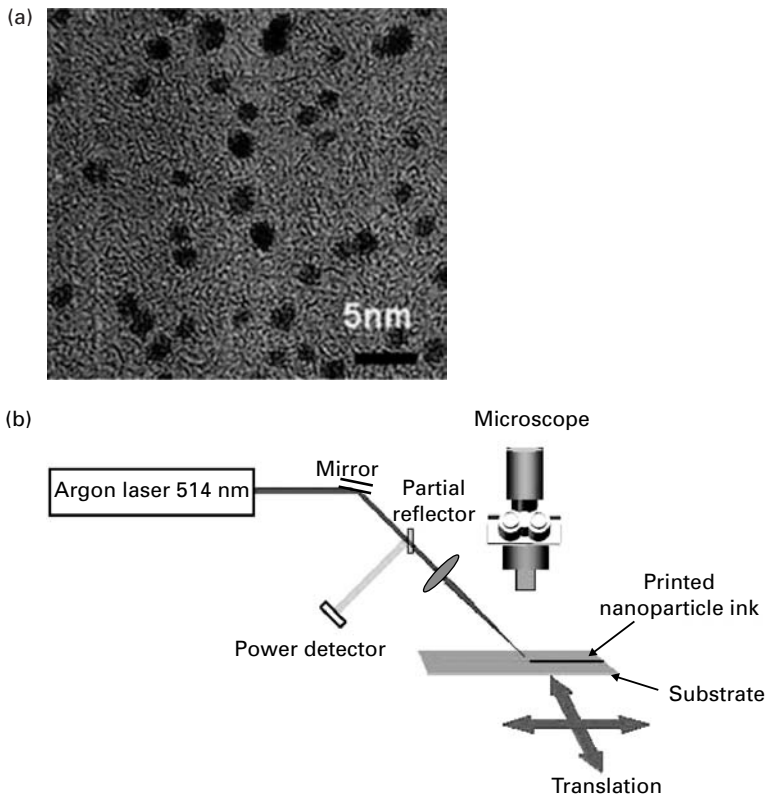 (a)
5nm
(b)
Microscope
Argon laser 514 nm
Mirror
Partial
reflector
Printed
nanoparticle ink
Power detector
Substrate
Translation